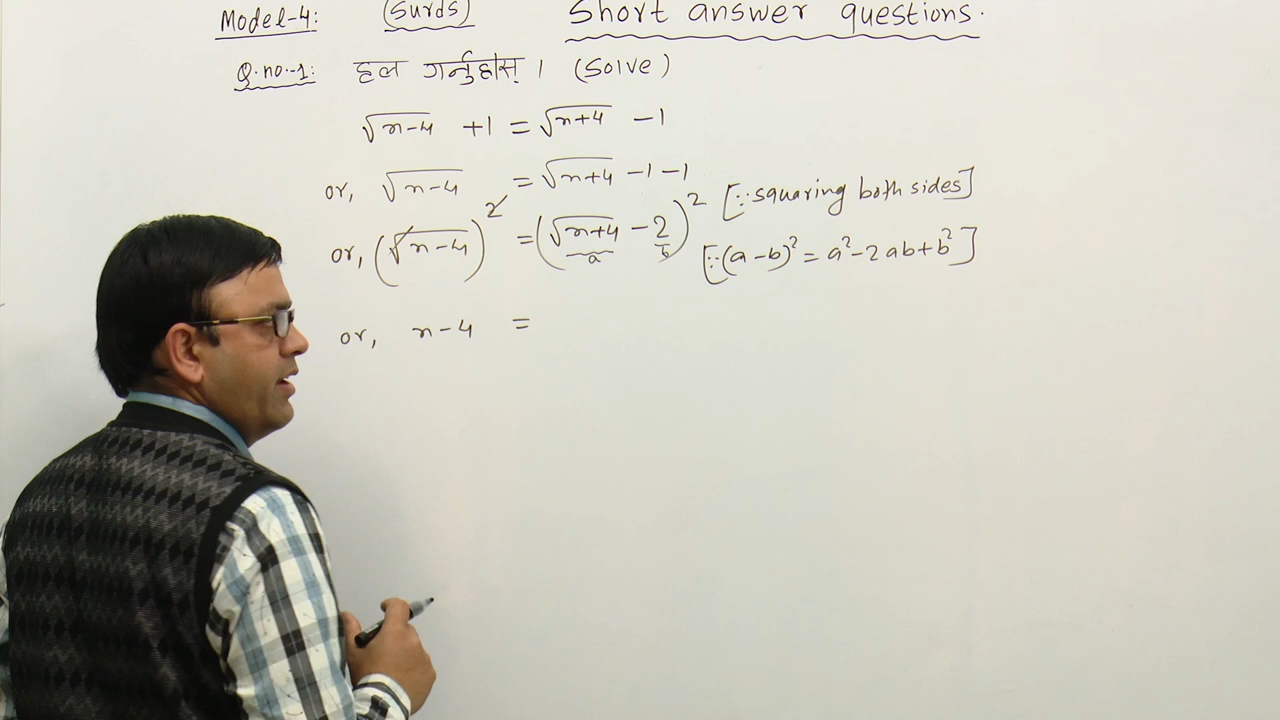 Model-4: (Surds) Short answer questions.
Q.no.-1: हल गर्नुहोस् । (Solve)
√n-4 +1 = √n+4 -1
or, √n-4 = √n+4 -1-1
or, (√n-4)² = (√n+4 - 2)² [∵ squaring both sides]
a b [∵(a-b)² = a²-2ab+b²]
or, n-4 =